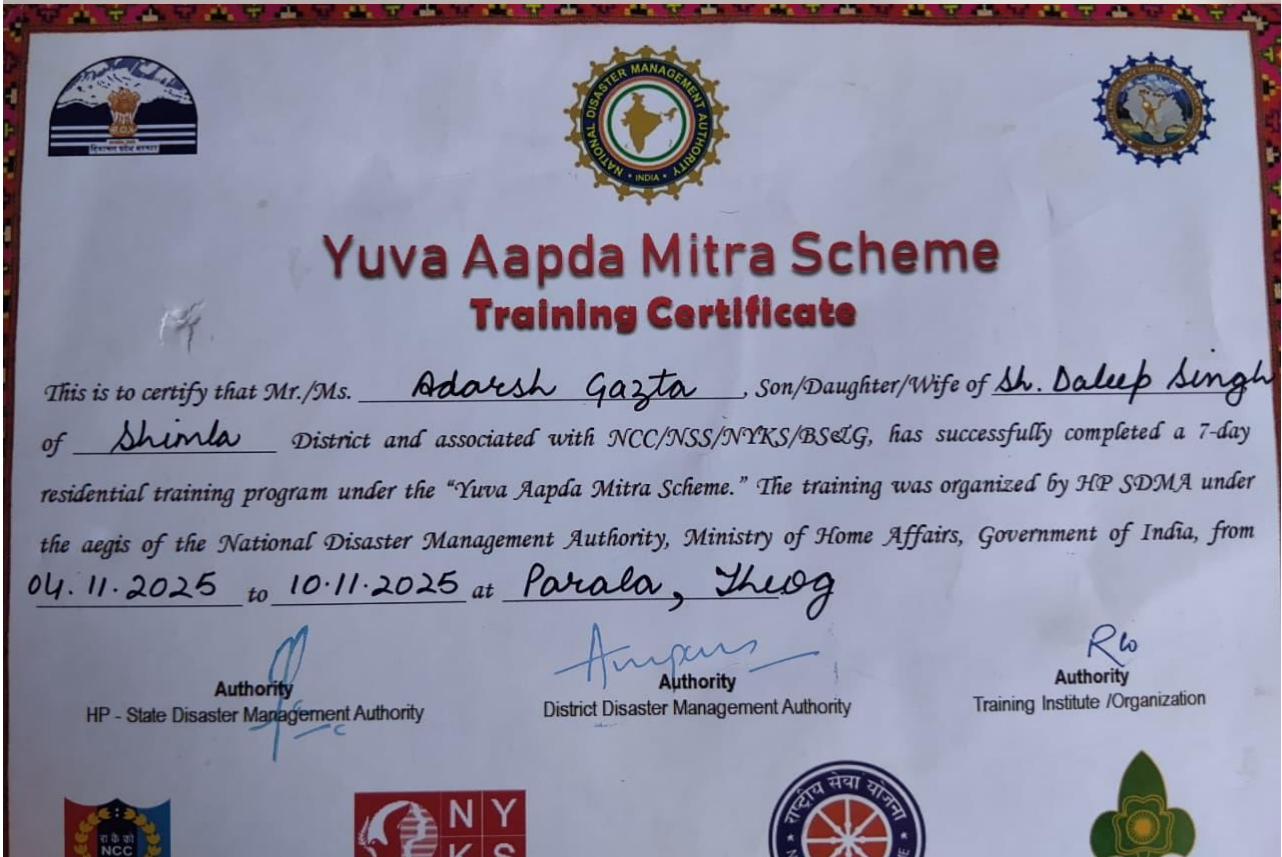 हिमाचल प्रदेश सरकार
NATIONAL DISASTER MANAGEMENT AUTHORITY
INDIA
Yuva Aapda Mitra Scheme
Training Certificate
This is to certify that Mr./Ms. Adarsh Gazta, Son/Daughter/Wife of Sh. Daleep Singh
of Shimla District and associated with NCC/NSS/NYKS/BS&G, has successfully completed a 7-day
residential training program under the “Yuva Aapda Mitra Scheme.” The training was organized by HP SDMA under
the aegis of the National Disaster Management Authority, Ministry of Home Affairs, Government of India, from
04.11.2025 to 10.11.2025 at Parala, Theog
Authority
HP - State Disaster Management Authority
Authority
District Disaster Management Authority
Authority
Training Institute /Organization
रा कै को
NCC
N Y
K S
राष्ट्रीय सेवा योजना